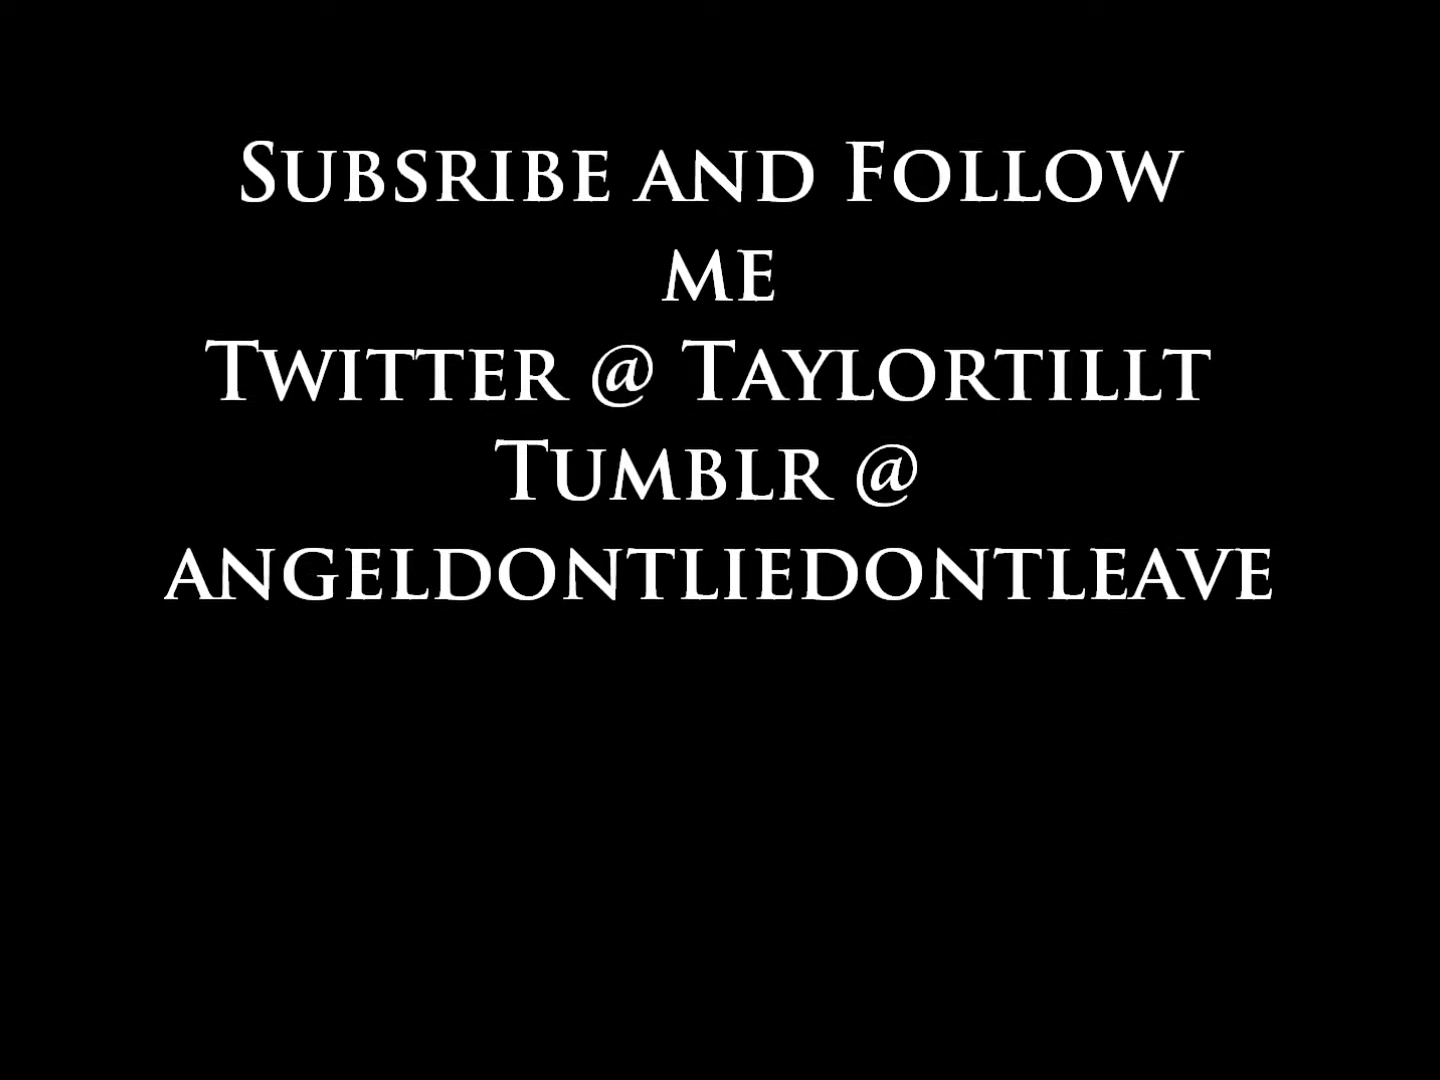 Subsribe and Follow
me
Twitter @ Taylortillt
Tumblr @
angeldontliedontleave